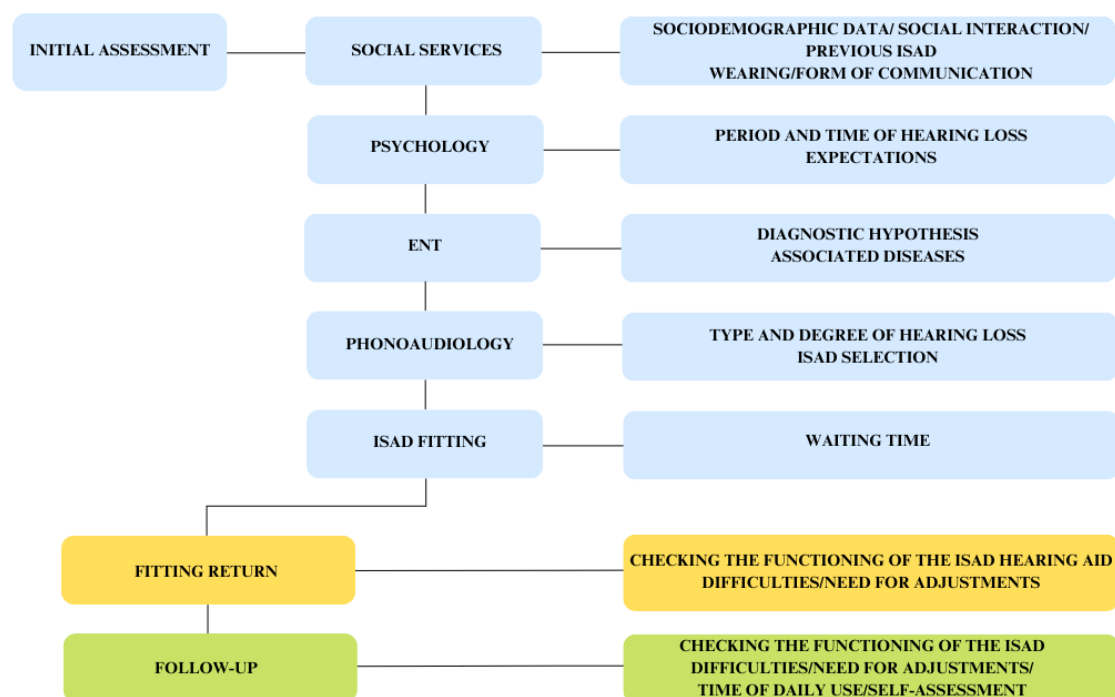 INITIAL ASSESSMENT
SOCIAL SERVICES
SOCIODEMOGRAPHIC DATA/ SOCIAL INTERACTION/
PREVIOUS ISAD
WEARING/FORM OF COMMUNICATION
PSYCHOLOGY
PERIOD AND TIME OF HEARING LOSS
EXPECTATIONS
ENT
DIAGNOSTIC HYPOTHESIS
ASSOCIATED DISEASES
PHONOAUDIOLOGY
TYPE AND DEGREE OF HEARING LOSS
ISAD SELECTION
ISAD FITTING
WAITING TIME
FITTING RETURN
CHECKING THE FUNCTIONING OF THE ISAD HEARING AID
DIFFICULTIES/NEED FOR ADJUSTMENTS
FOLLOW-UP
CHECKING THE FUNCTIONING OF THE ISAD
DIFFICULTIES/NEED FOR ADJUSTMENTS/
TIME OF DAILY USE/SELF-ASSESSMENT